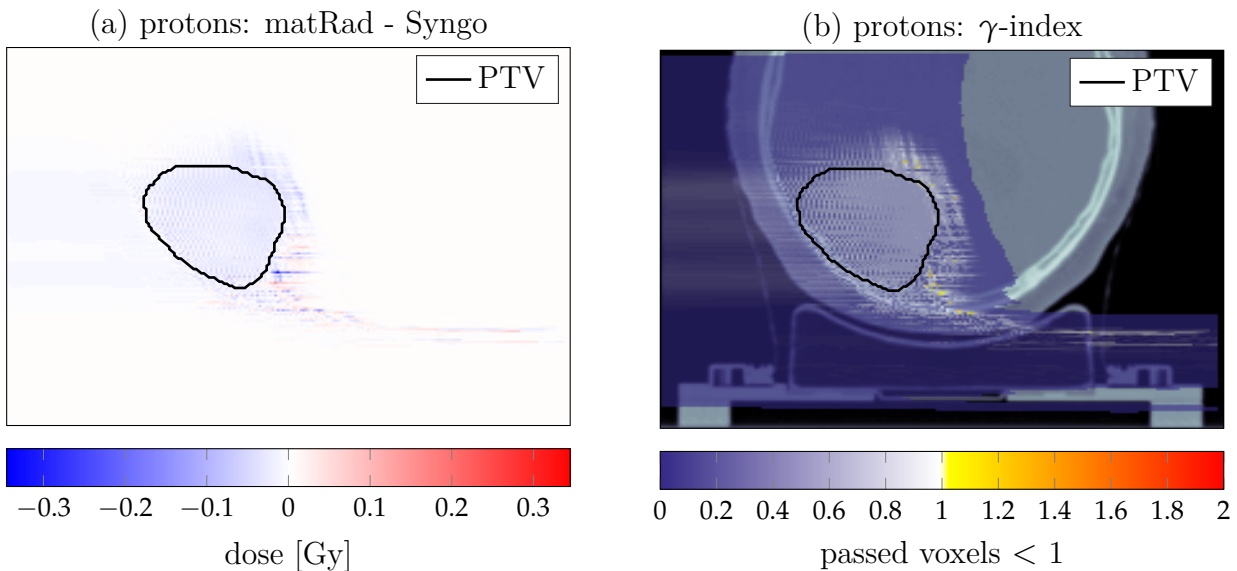 (a) protons: matRad - Syngo
PTV
−0.3 −0.2 −0.1 0 0.1 0.2 0.3
dose [Gy]
(b) protons: γ-index
PTV
0 0.2 0.4 0.6 0.8 1 1.2 1.4 1.6 1.8 2
passed voxels < 1